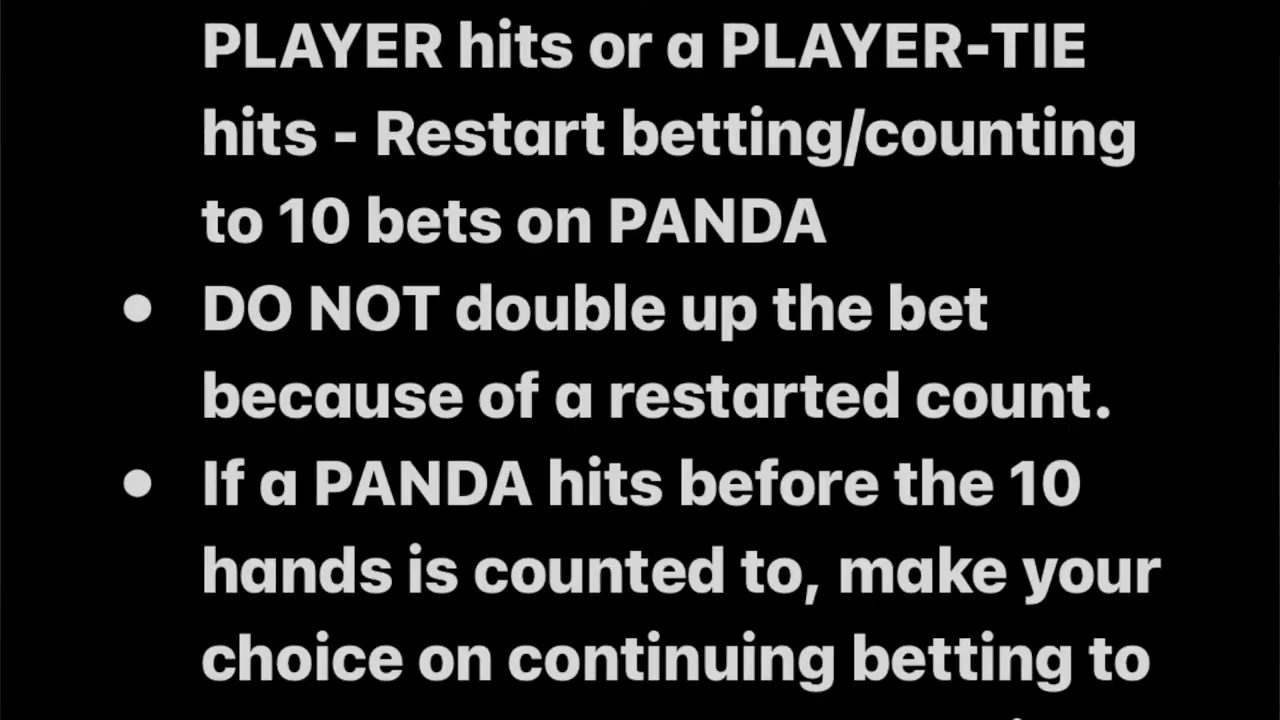 PLAYER hits or a PLAYER-TIE
hits - Restart betting/counting
to 10 bets on PANDA
● DO NOT double up the bet
because of a restarted count.
● If a PANDA hits before the 10
hands is counted to, make your
choice on continuing betting to